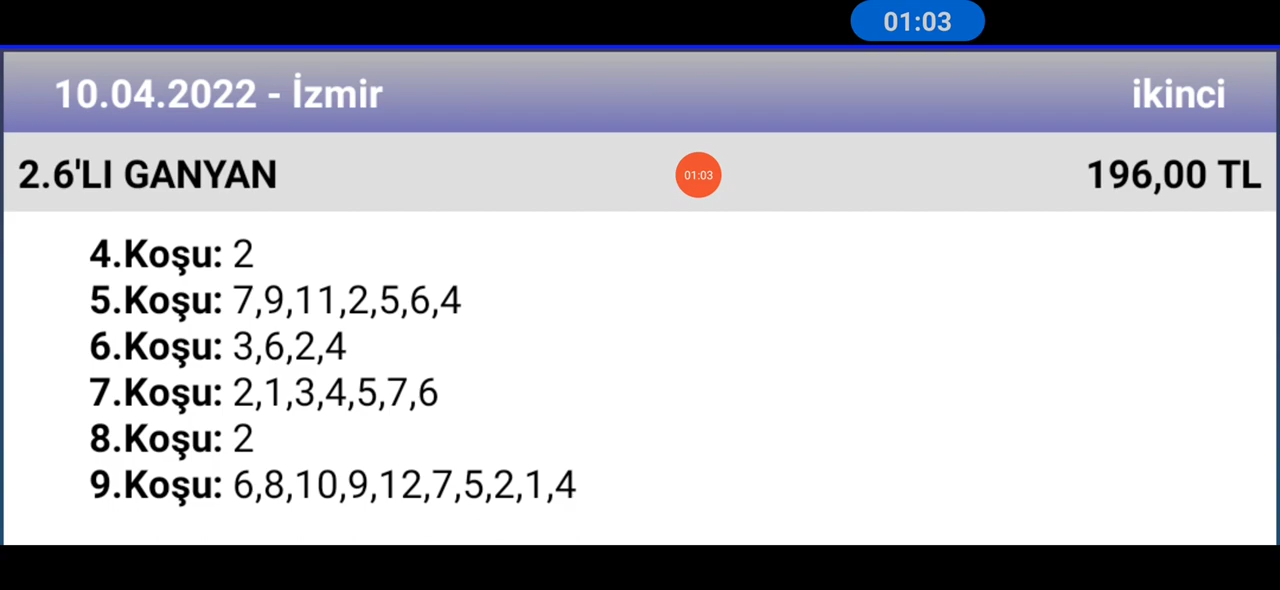 01:03
10.04.2022 - İzmir ikinci
2.6'LI GANYAN 01:03 196,00 TL
4.Koşu: 2
5.Koşu: 7,9,11,2,5,6,4
6.Koşu: 3,6,2,4
7.Koşu: 2,1,3,4,5,7,6
8.Koşu: 2
9.Koşu: 6,8,10,9,12,7,5,2,1,4